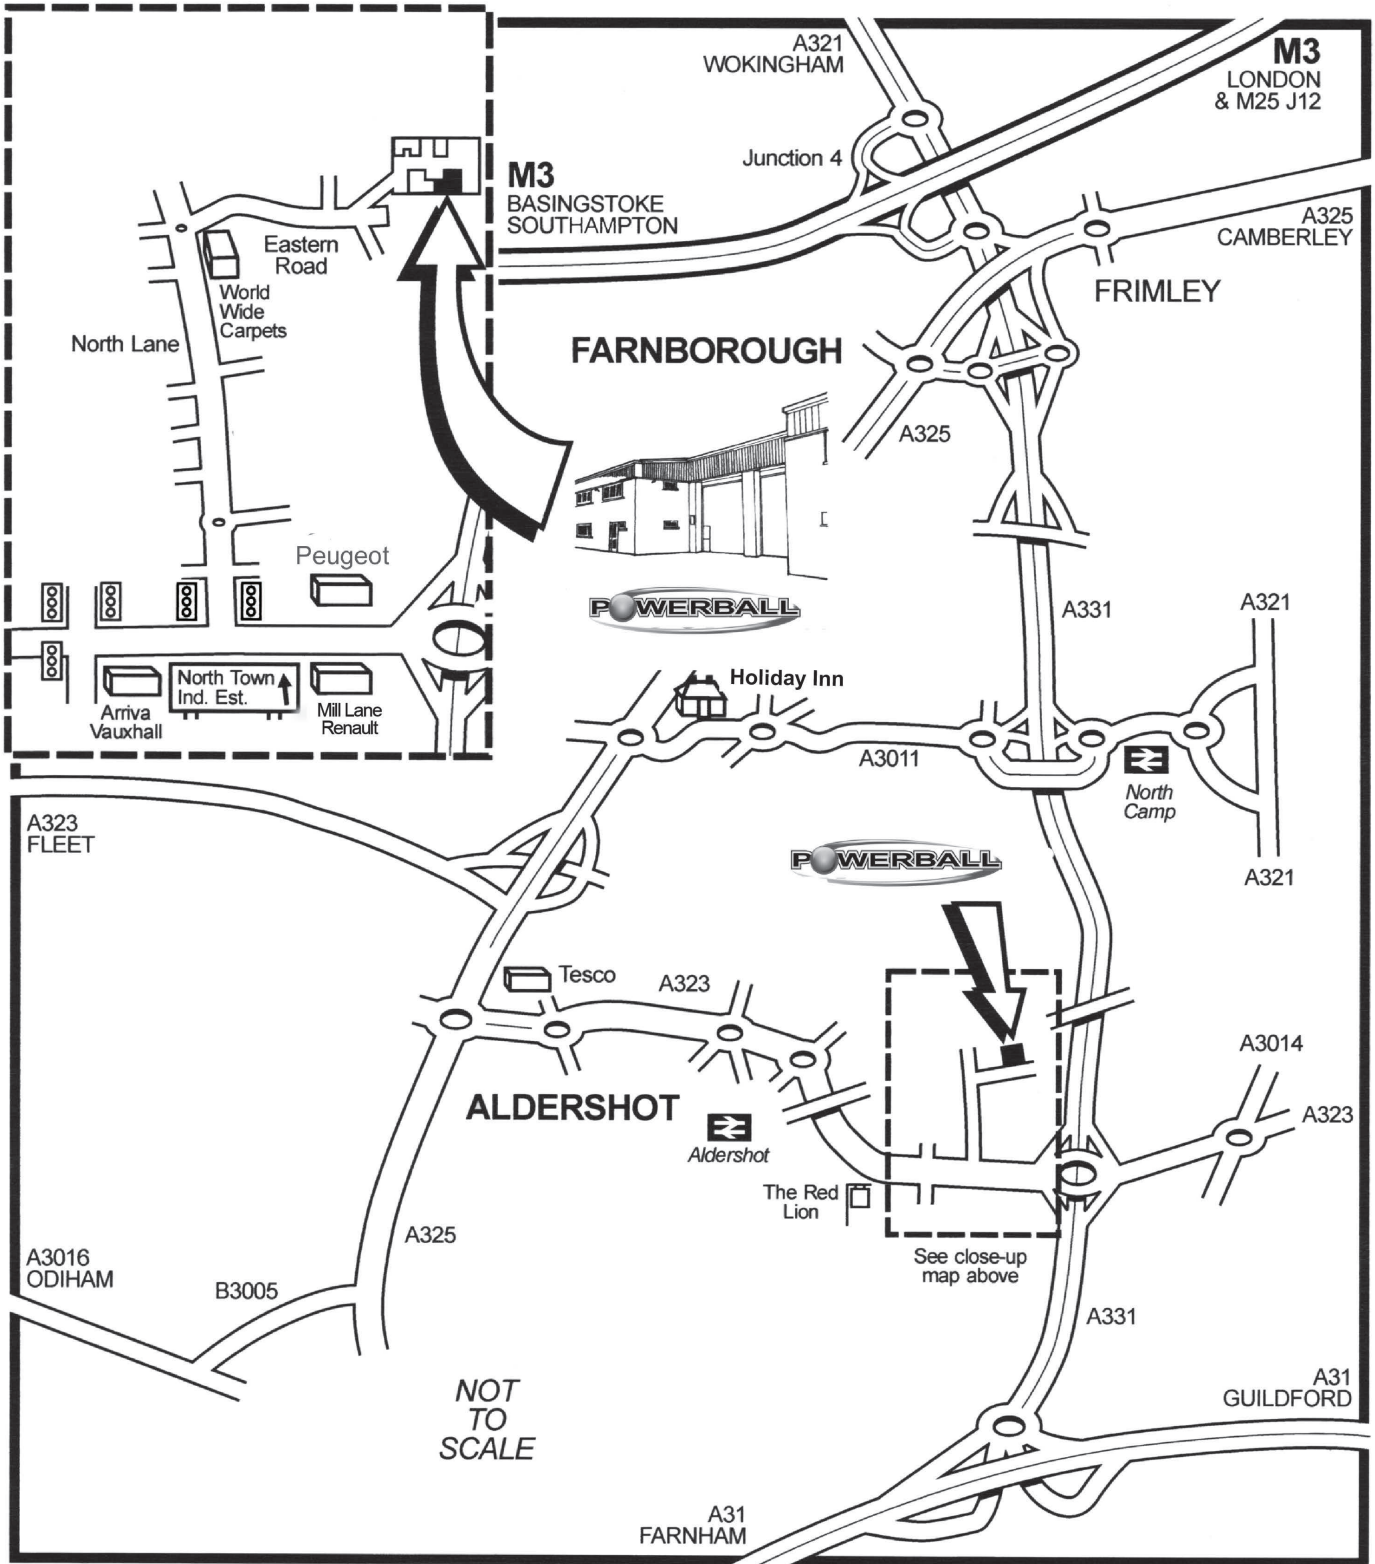 A321
WOKINGHAM
M3
LONDON
& M25 J12
Junction 4
M3
BASINGSTOKE
SOUTHAMPTON
A325
CAMBERLEY
FRIMLEY
Eastern
Road
World
Wide
Carpets
North Lane
FARNBOROUGH
A325
Peugeot
POWERBALL
A331
A321
North Town
Ind. Est.
Arriva
Vauxhall
Mill Lane
Renault
Holiday Inn
A3011
North
Camp
A323
FLEET
POWERBALL
A321
Tesco
A323
A3014
ALDERSHOT
A323
Aldershot
The Red
Lion
A325
See close-up
map above
A3016
ODIHAM
B3005
A331
NOT
TO
SCALE
A31
GUILDFORD
A31
FARNHAM